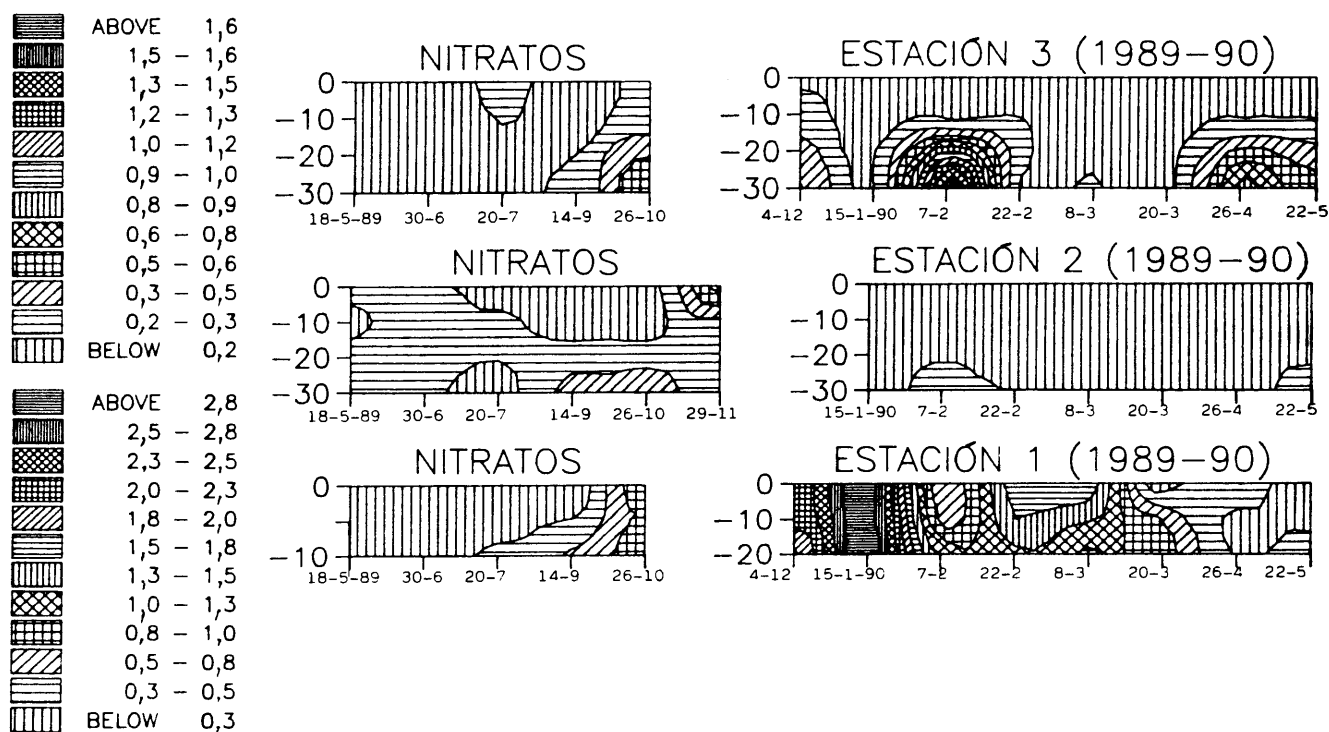 ABOVE 1,6
1,5 – 1,6
1,3 – 1,5
1,2 – 1,3
1,0 – 1,2
0,9 – 1,0
0,8 – 0,9
0,6 – 0,8
0,5 – 0,6
0,3 – 0,5
0,2 – 0,3
BELOW 0,2
ABOVE 2,8
2,5 – 2,8
2,3 – 2,5
2,0 – 2,3
1,8 – 2,0
1,5 – 1,8
1,3 – 1,5
1,0 – 1,3
0,8 – 1,0
0,5 – 0,8
0,3 – 0,5
BELOW 0,3
NITRATOS
0
−10
−20
−30
18-5-89 30-6 20-7 14-9 26-10
ESTACIÓN 3 (1989−90)
0
−10
−20
−30
4-12 15-1-90 7-2 22-2 8-3 20-3 26-4 22-5
NITRATOS
0
−10
−20
−30
18-5-89 30-6 20-7 14-9 26-10 29-11
ESTACIÓN 2 (1989−90)
0
−10
−20
−30
15-1-90 7-2 22-2 8-3 20-3 26-4 22-5
NITRATOS
0
−10
18-5-89 30-6 20-7 14-9 26-10
ESTACIÓN 1 (1989−90)
0
−10
−20
4-12 15-1-90 7-2 22-2 8-3 20-3 26-4 22-5